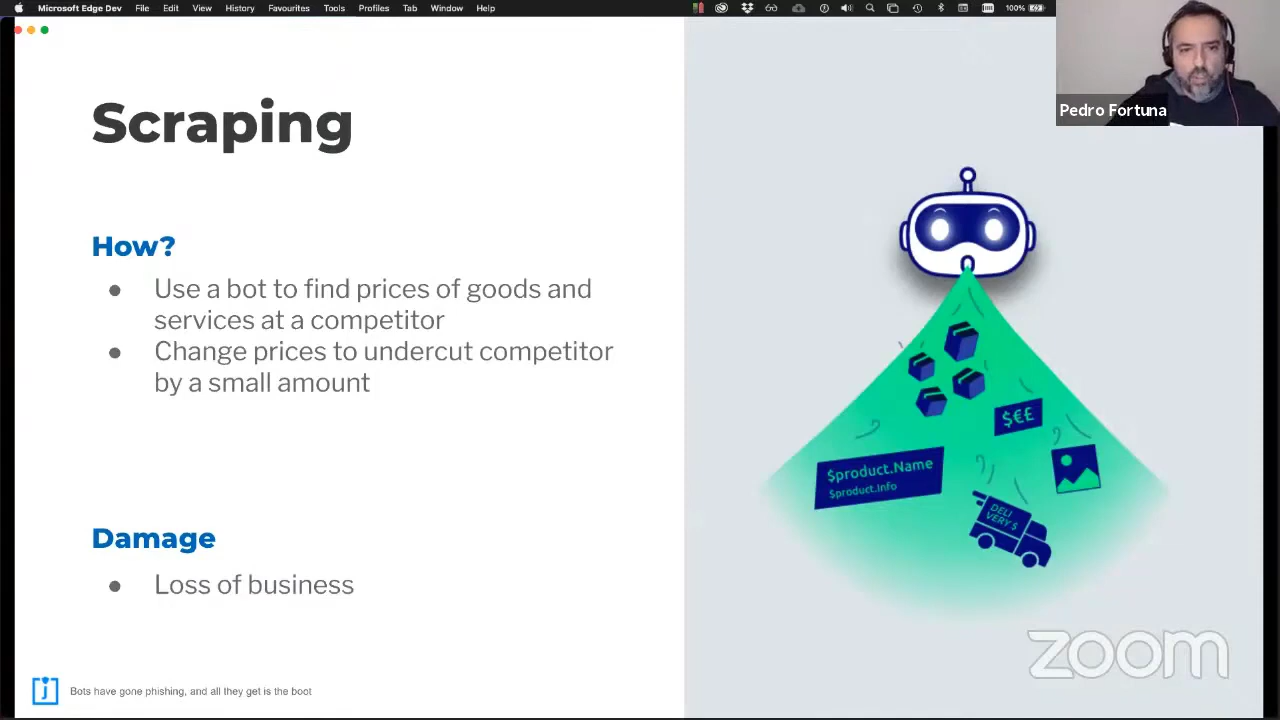 Microsoft Edge Dev File Edit View History Favourites Tools Profiles Tab Window Help
100%
Pedro Fortuna
Scraping
How?
● Use a bot to find prices of goods and
services at a competitor
● Change prices to undercut competitor
by a small amount
$€£
$product.Name
$product.Info
DELI
VERY $
Damage
● Loss of business
j
Bots have gone phishing, and all they get is the boot
zoom